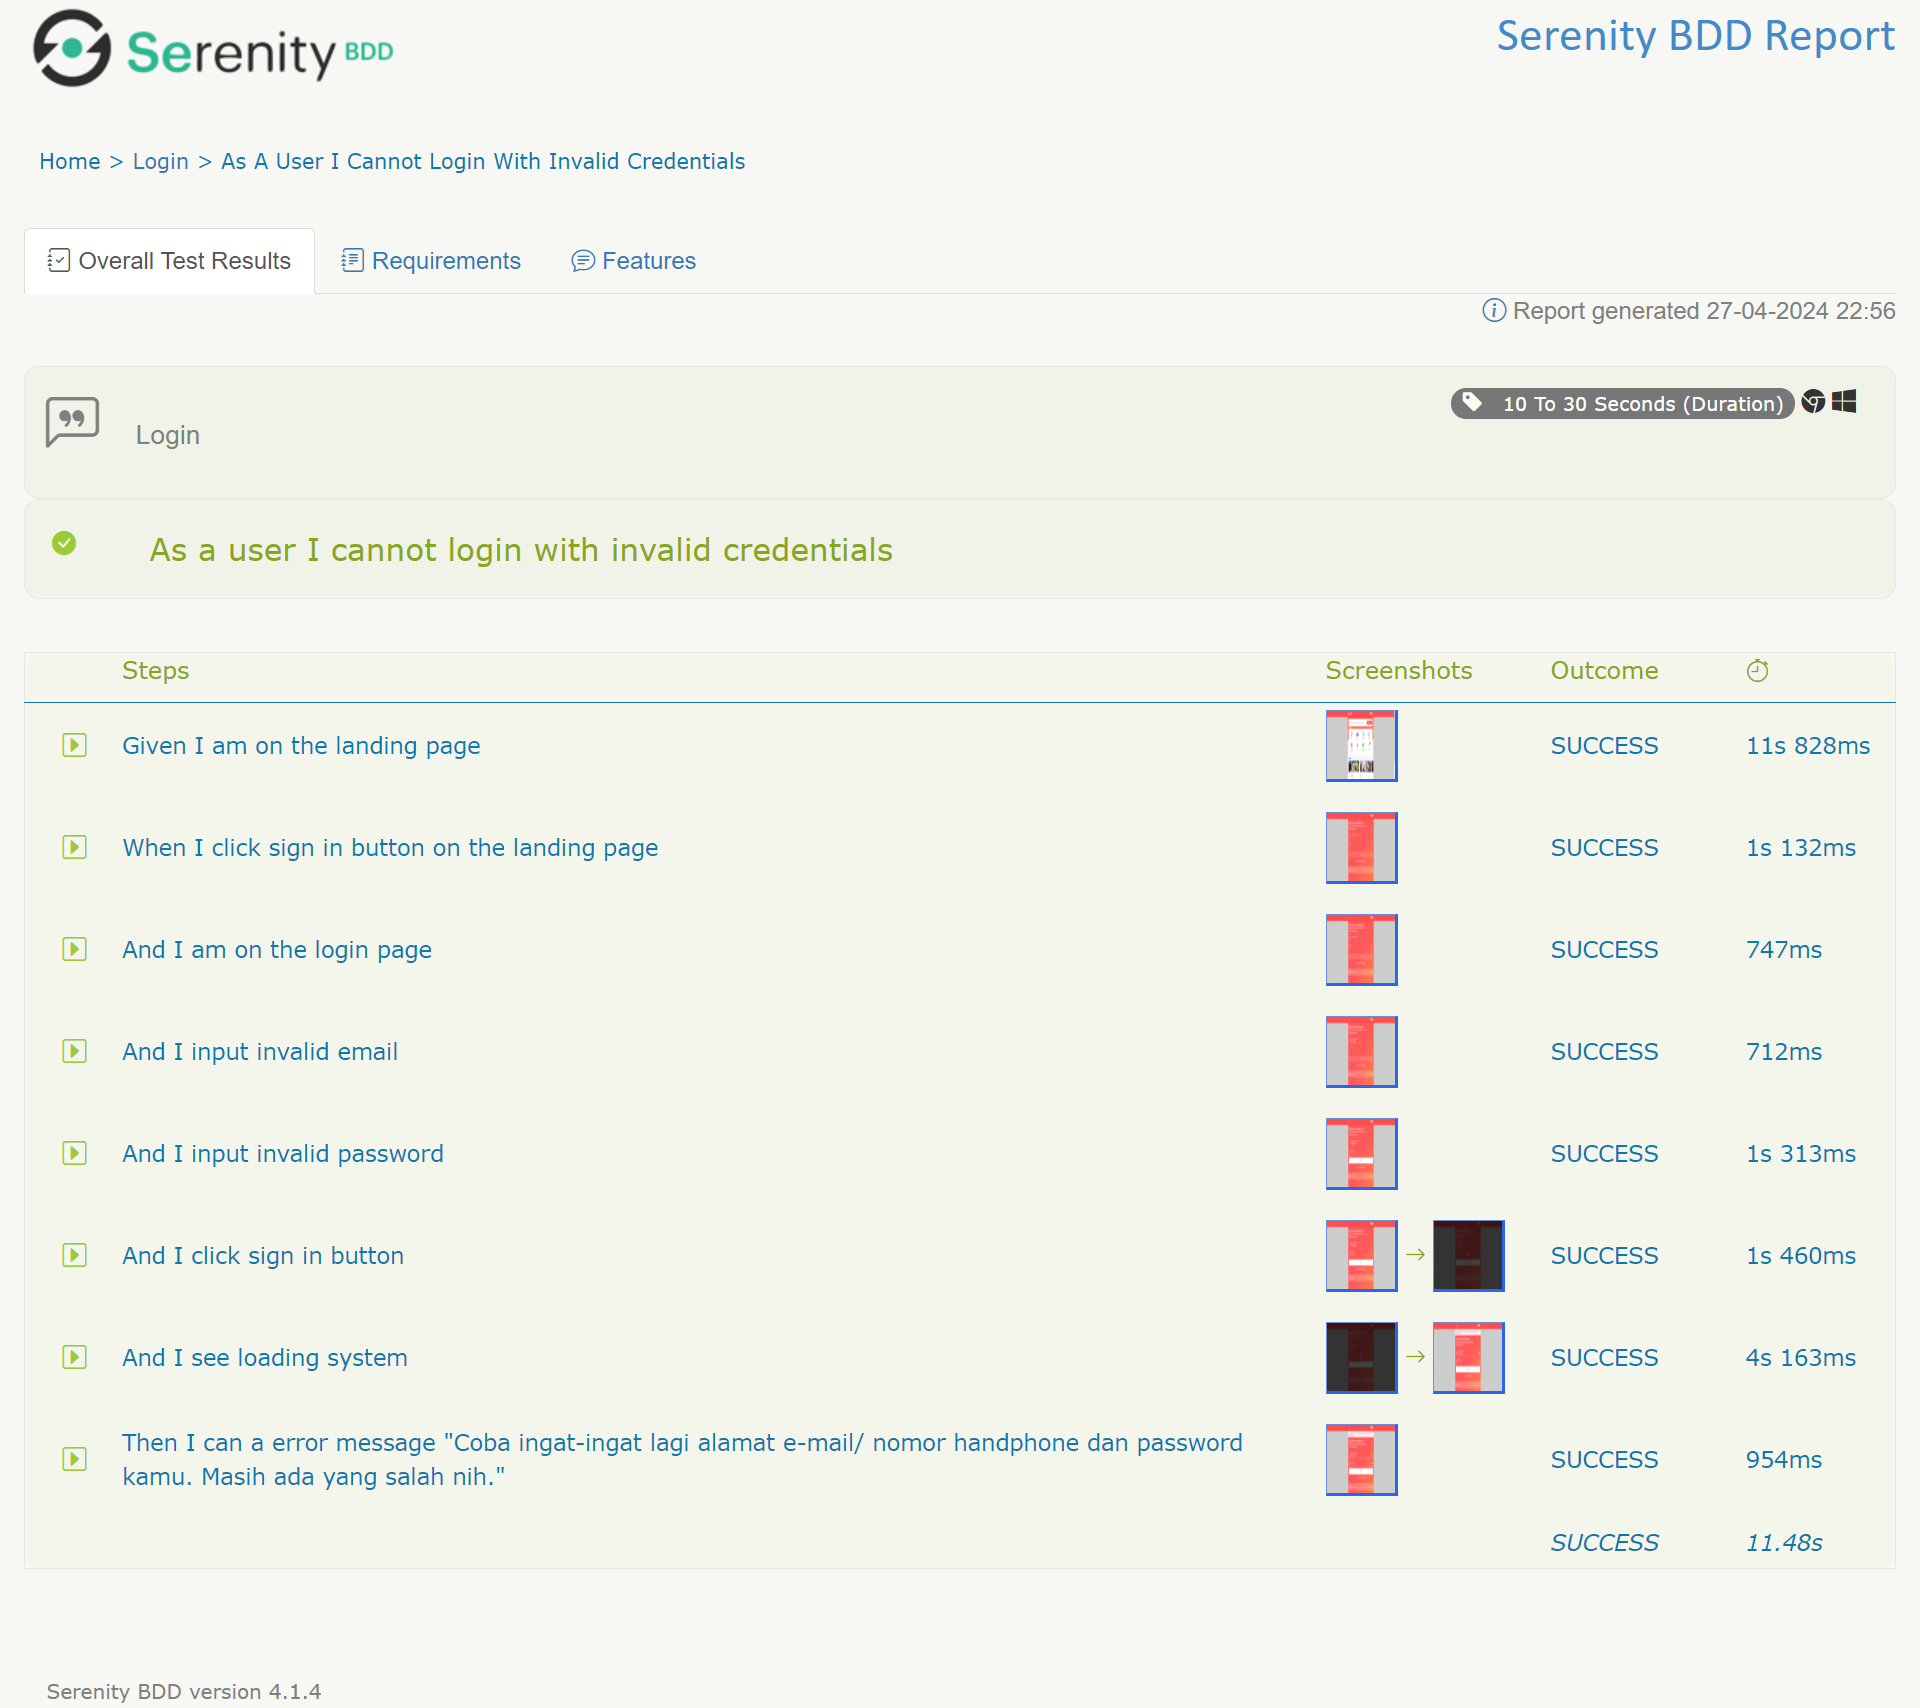 Serenity BDD
Serenity BDD Report
Home > Login > As A User I Cannot Login With Invalid Credentials
Overall Test Results
Requirements
Features
Report generated 27-04-2024 22:56
Login
10 To 30 Seconds (Duration)
As a user I cannot login with invalid credentials
Steps Screenshots Outcome
Given I am on the landing page SUCCESS 11s 828ms
When I click sign in button on the landing page SUCCESS 1s 132ms
And I am on the login page SUCCESS 747ms
And I input invalid email SUCCESS 712ms
And I input invalid password SUCCESS 1s 313ms
And I click sign in button SUCCESS 1s 460ms
And I see loading system SUCCESS 4s 163ms
Then I can a error message "Coba ingat-ingat lagi alamat e-mail/ nomor handphone dan password
kamu. Masih ada yang salah nih."
SUCCESS 954ms
SUCCESS 11.48s
Serenity BDD version 4.1.4